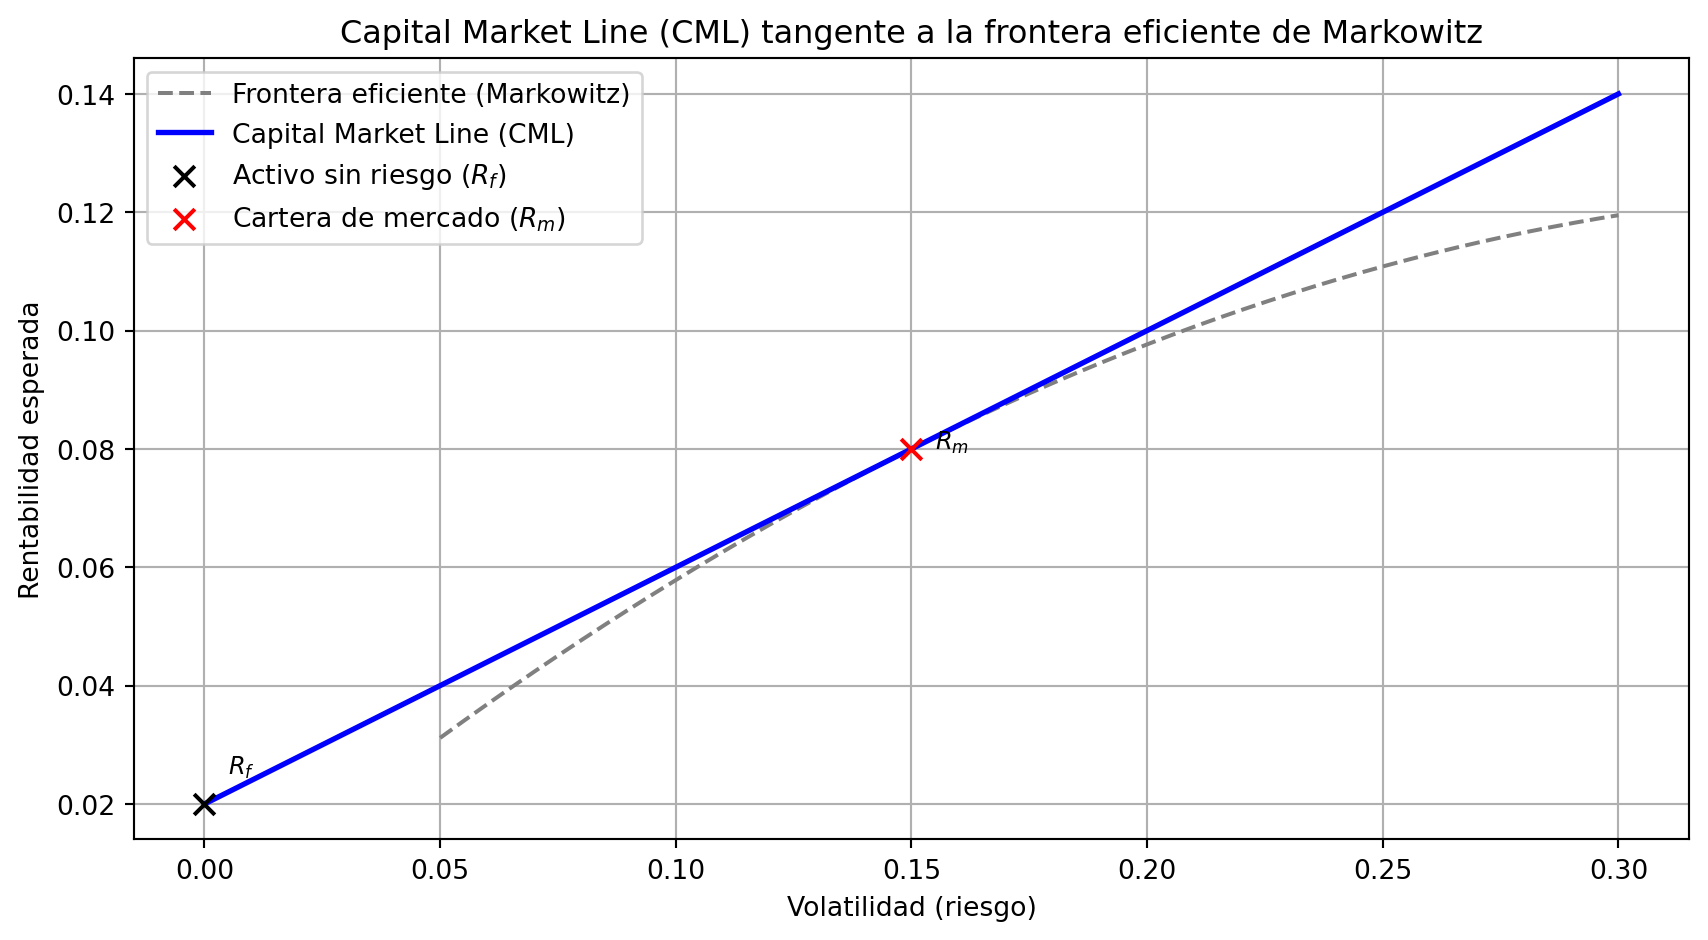 Capital Market Line (CML) tangente a la frontera eficiente de Markowitz
Frontera eficiente (Markowitz)
Capital Market Line (CML)
Activo sin riesgo (R_f)
Cartera de mercado (R_m)
Rentabilidad esperada
0.14
0.12
0.10
0.08
0.06
0.04
0.02
R_m
R_f
0.00 0.05 0.10 0.15 0.20 0.25 0.30
Volatilidad (riesgo)